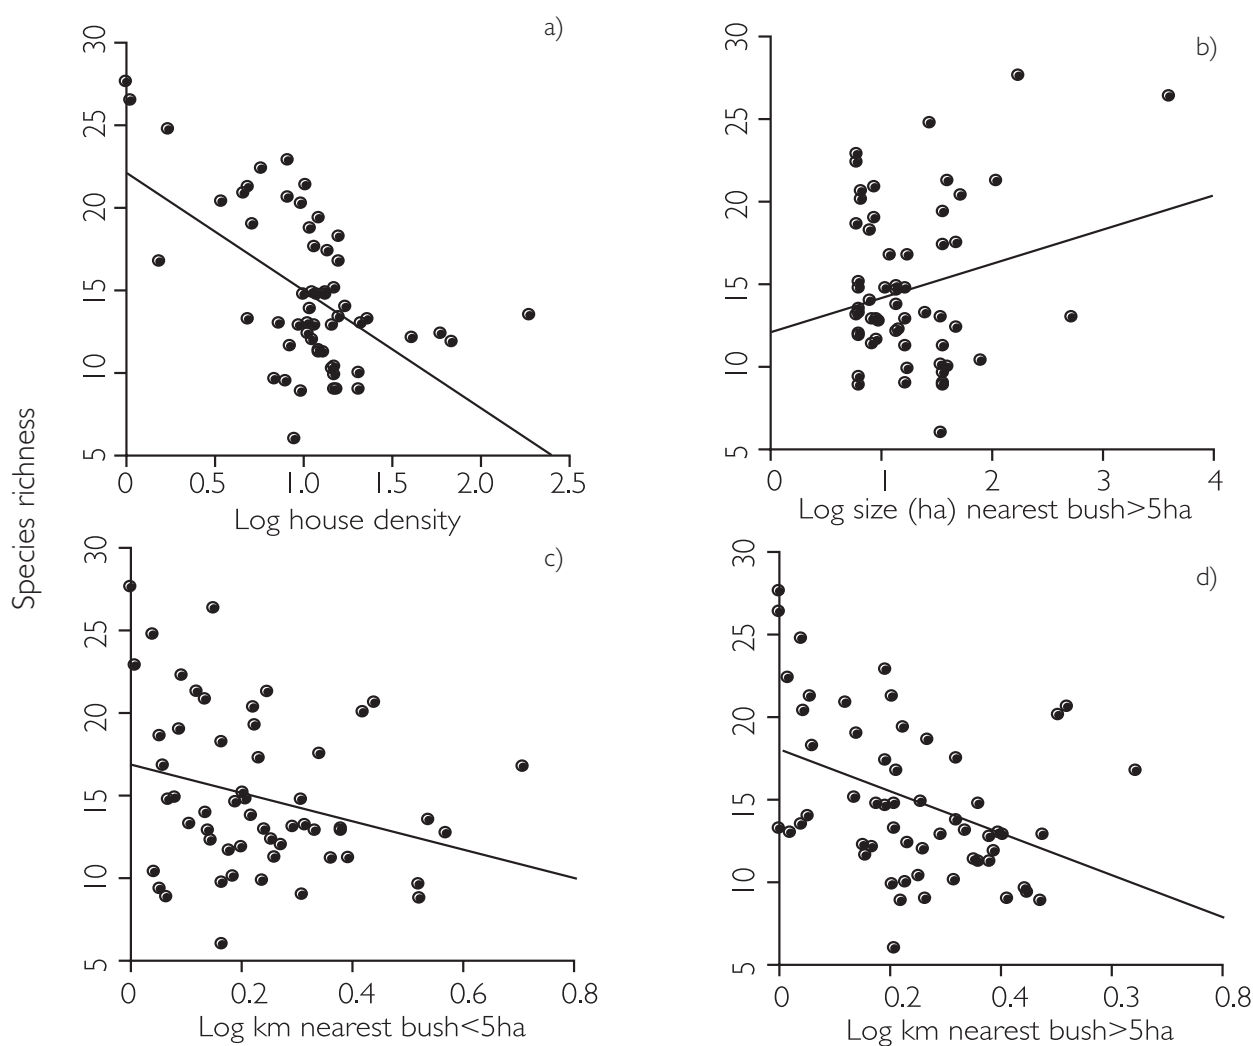 Species richness
a)
30
25
20
15
10
5
0 0.5 1.0 1.5 2.0 2.5
Log house density
b)
30
25
20
15
10
5
0 1 2 3 4
Log size (ha) nearest bush>5ha
c)
30
25
20
15
10
5
0 0.2 0.4 0.6 0.8
Log km nearest bush<5ha
d)
30
25
20
15
10
5
0 0.2 0.4 0.3 0.8
Log km nearest bush>5ha